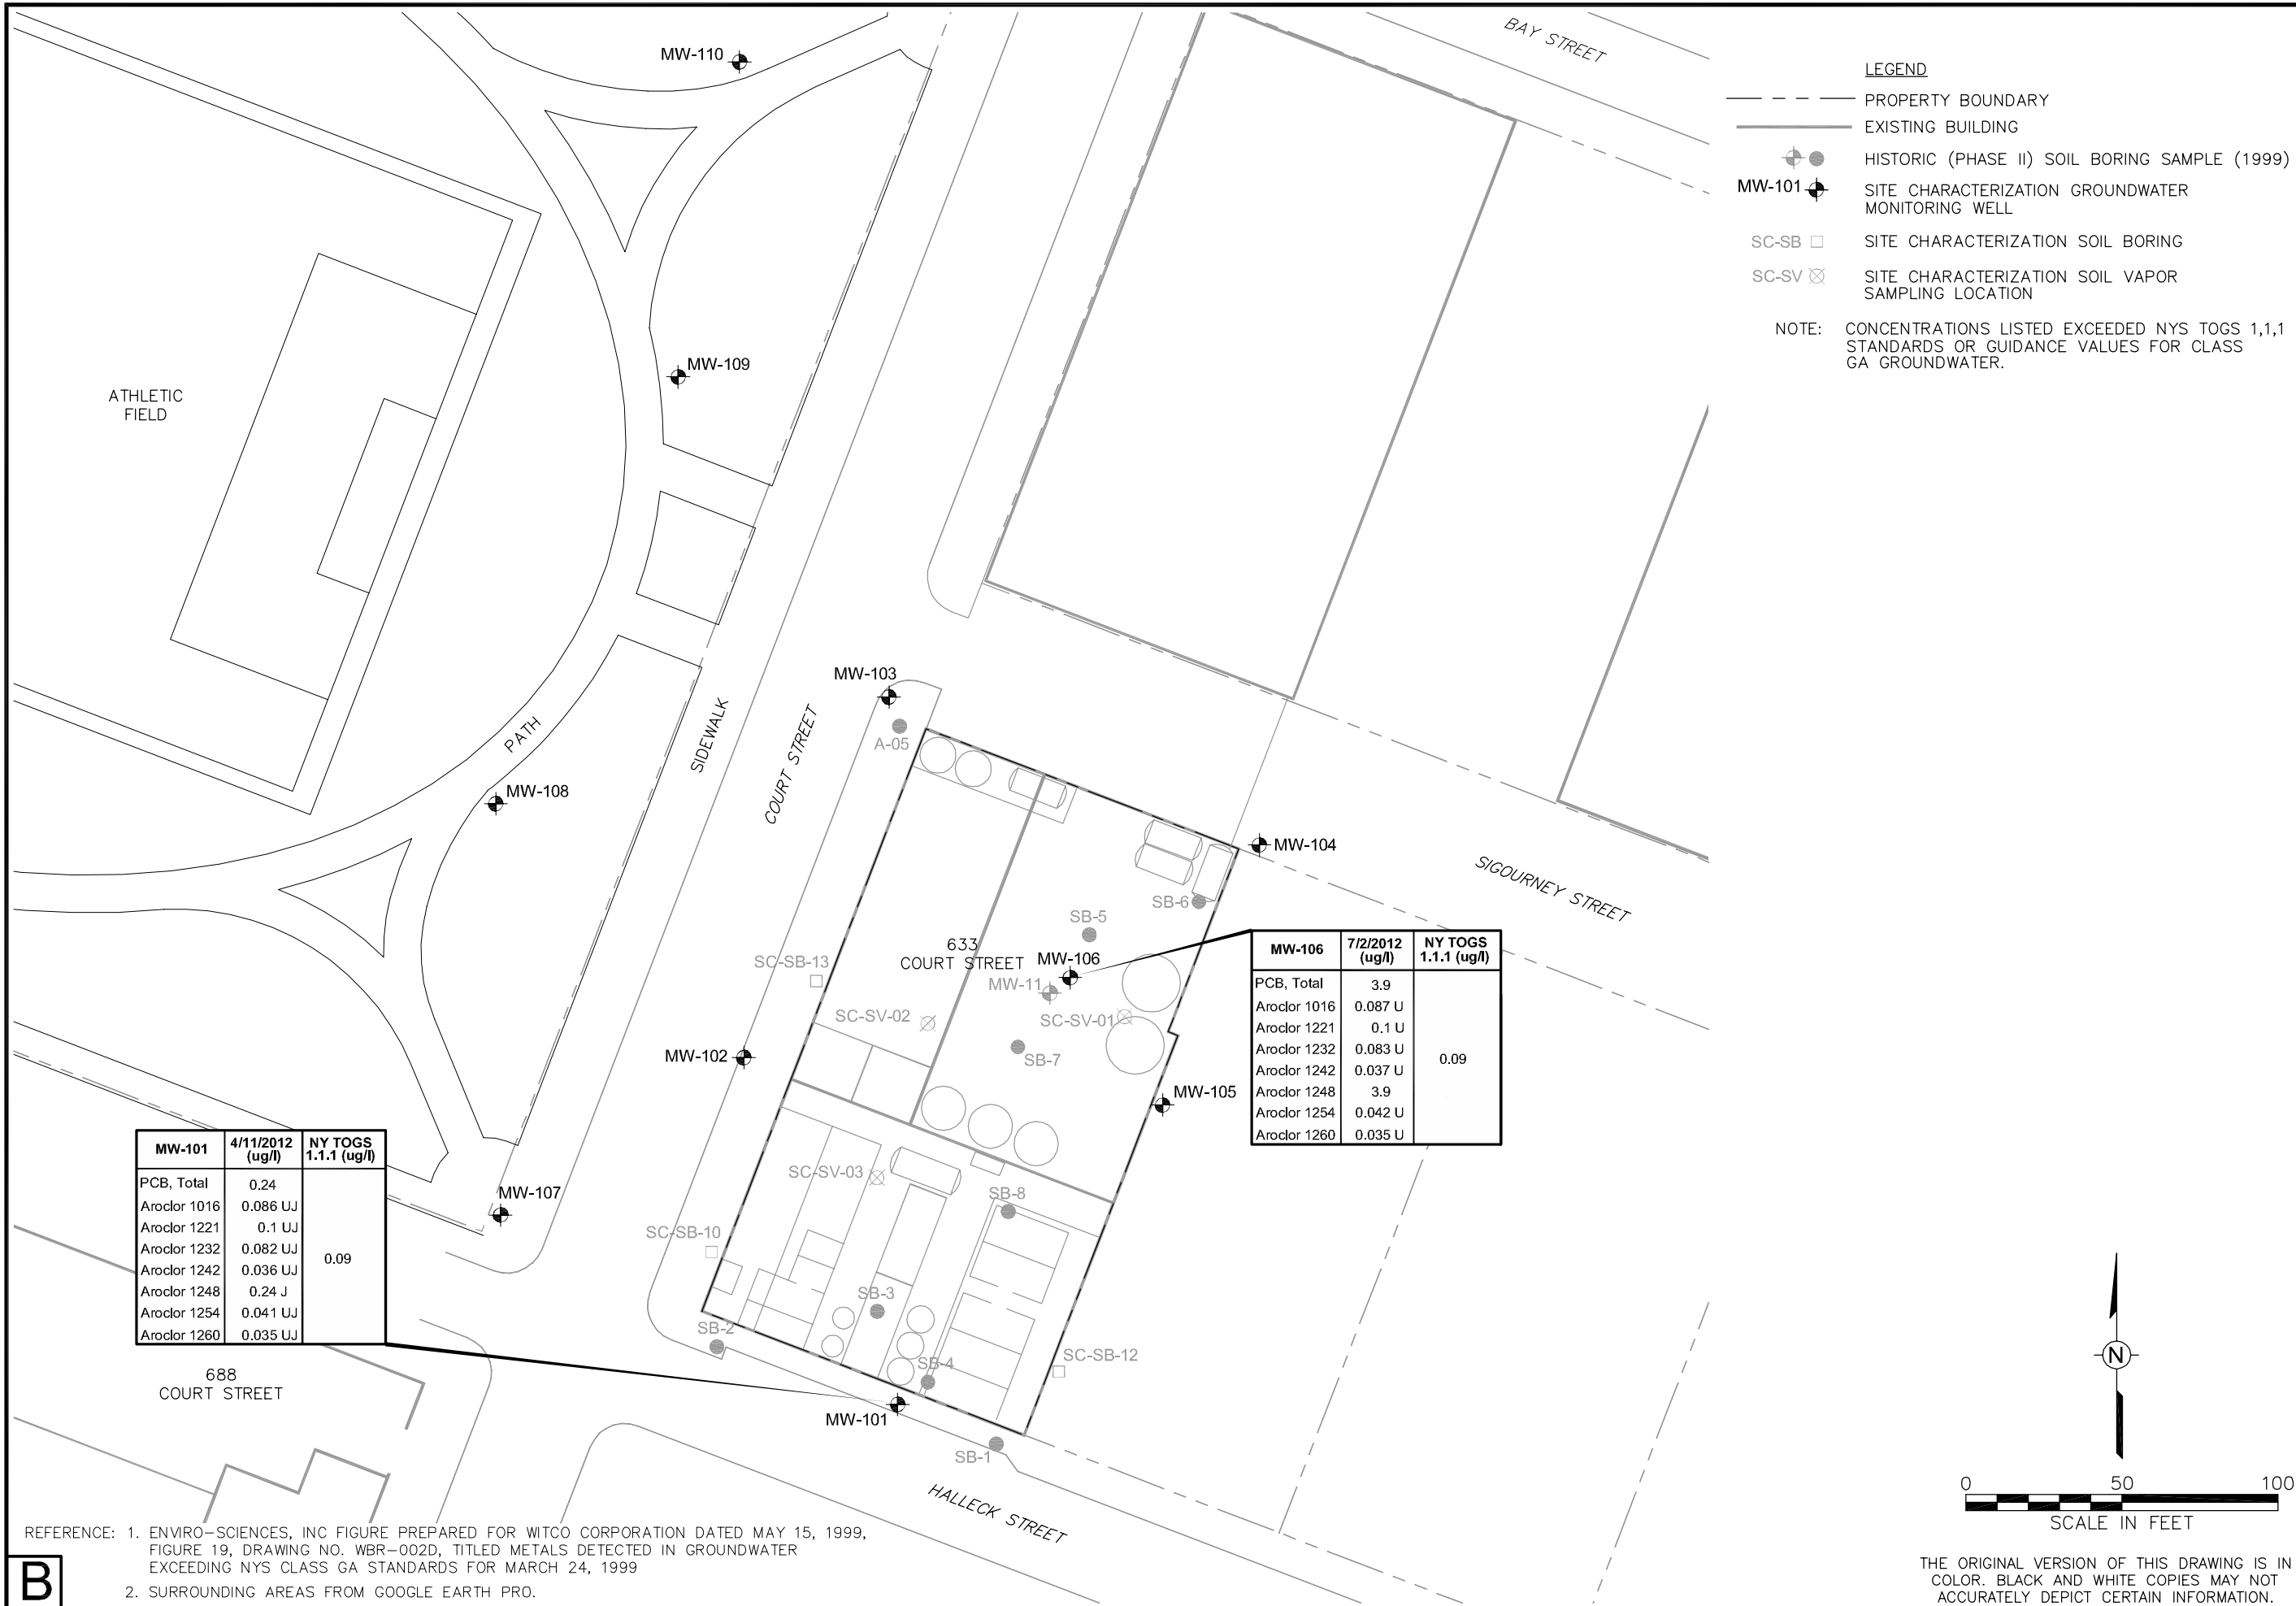 BAY STREET
MW-110
LEGEND
PROPERTY BOUNDARY
EXISTING BUILDING
HISTORIC (PHASE II) SOIL BORING SAMPLE (1999)
MW-101
SITE CHARACTERIZATION GROUNDWATER
MONITORING WELL
SC-SB
SITE CHARACTERIZATION SOIL BORING
SC-SV
SITE CHARACTERIZATION SOIL VAPOR
SAMPLING LOCATION
NOTE: CONCENTRATIONS LISTED EXCEEDED NYS TOGS 1,1,1
STANDARDS OR GUIDANCE VALUES FOR CLASS
GA GROUNDWATER.
MW-109
ATHLETIC
FIELD
MW-103
SIDEWALK
COURT STREET
PATH
A-05
MW-108
MW-104
SIGOURNEY STREET
SB-6
SB-5
633
COURT STREET
MW-106
SC-SB-13
MW-11
SC-SV-02
SC-SV-01
SB-7
MW-102
MW-105
MW-106 7/2/2012 (ug/l) NY TOGS 1.1.1 (ug/l)
PCB, Total 3.9
Aroclor 1016 0.087 U
Aroclor 1221 0.1 U
Aroclor 1232 0.083 U
0.09
Aroclor 1242 0.037 U
Aroclor 1248 3.9
Aroclor 1254 0.042 U
Aroclor 1260 0.035 U
MW-101 4/11/2012 (ug/l) NY TOGS 1.1.1 (ug/l)
PCB, Total 0.24
Aroclor 1016 0.086 UJ
Aroclor 1221 0.1 UJ
Aroclor 1232 0.082 UJ
0.09
Aroclor 1242 0.036 UJ
Aroclor 1248 0.24 J
Aroclor 1254 0.041 UJ
Aroclor 1260 0.035 UJ
SC-SV-03
MW-107
SB-8
SC-SB-10
SB-3
SB-2
SB-4
SC-SB-12
688
COURT STREET
MW-101
SB-1
HALLECK STREET
N
0 50 100
SCALE IN FEET
REFERENCE: 1. ENVIRO-SCIENCES, INC FIGURE PREPARED FOR WITCO CORPORATION DATED MAY 15, 1999,
FIGURE 19, DRAWING NO. WBR-002D, TITLED METALS DETECTED IN GROUNDWATER
EXCEEDING NYS CLASS GA STANDARDS FOR MARCH 24, 1999
2. SURROUNDING AREAS FROM GOOGLE EARTH PRO.
B
THE ORIGINAL VERSION OF THIS DRAWING IS IN
COLOR. BLACK AND WHITE COPIES MAY NOT
ACCURATELY DEPICT CERTAIN INFORMATION.